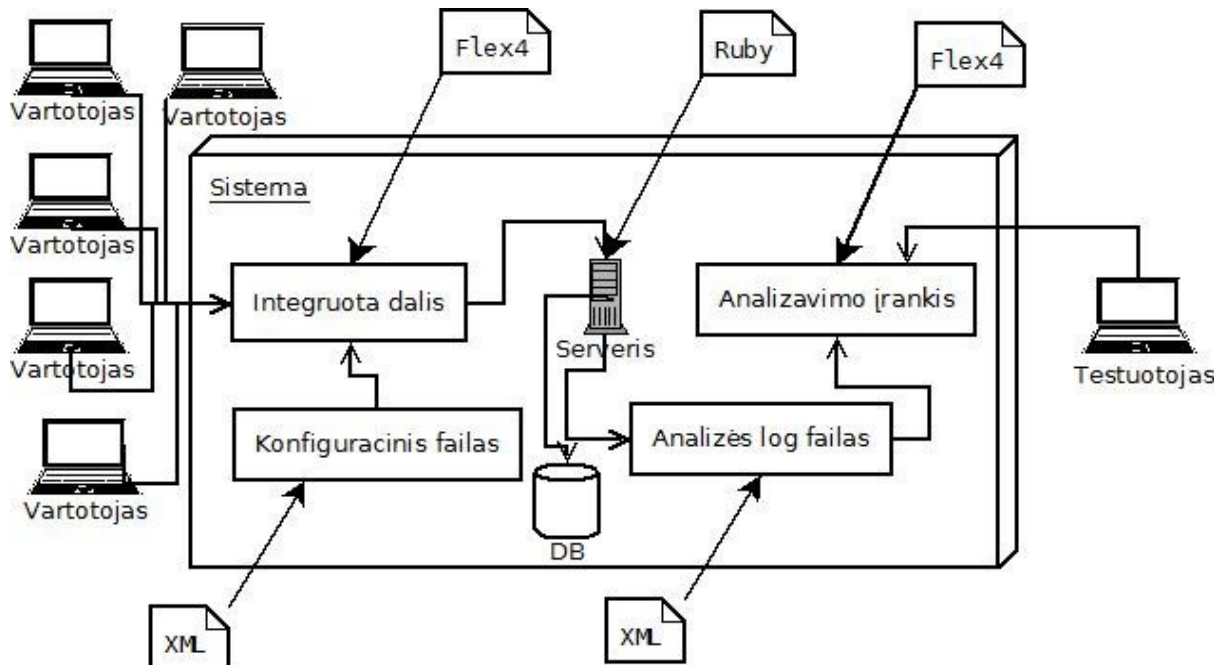 Flex4
Ruby
Flex4
Vartotojas
Vartotojas
Sistema
Vartotojas
Integruota dalis
Analizavimo įrankis
Serveris
Vartotojas
Testuotojas
Konfiguracinis failas
Analizės log failas
Vartotojas
DB
XML
XML